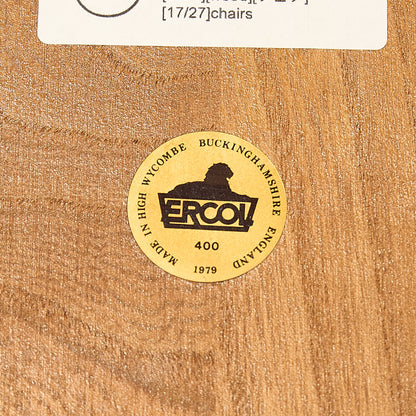 [17/27]chairs
MADE IN HIGH WYCOMBE BUCKINGHAMSHIRE ENGLAND
ERCOL
400
1979